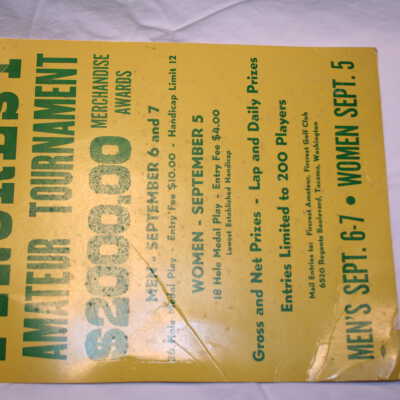 FIRCREST
AMATEUR TOURNAMENT
$2000.00 MERCHANDISE AWARDS
MEN - SEPTEMBER 6 and 7
36 Hole Medal Play - Entry Fee $10.00 - Handicap Limit 12
WOMEN - SEPTEMBER 5
18 Hole Medal Play - Entry Fee $4.00
Lowest Established Handicap
Gross and Net Prizes - Lap and Daily Prizes
Entries Limited to 200 Players
Mail Entries to: Fircrest Amateur, Fircrest Golf Club
6520 Regents Boulevard, Tacoma, Washington
MEN'S SEPT. 6-7 • WOMEN SEPT. 5